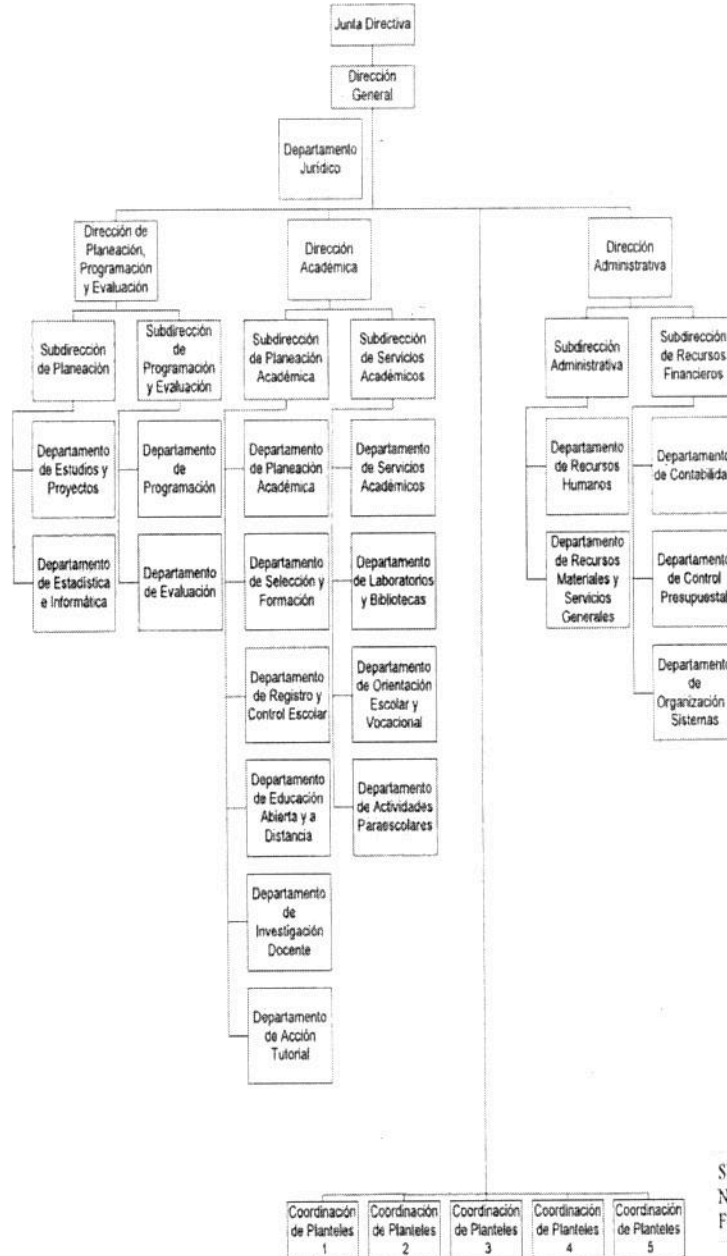 Junta Directiva
Dirección
General
Departamento
Jurídico
Dirección de
Planeación,
Programación
y Evaluación
Dirección
Académica
Dirección
Administrativa
Subdirección
de Planeación
Subdirección
de
Programación
y Evaluación
Subdirección
de Planeación
Académica
Subdirección
de Servicios
Académicos
Subdirección
Administrativa
Subdirección
de Recursos
Financieros
Departamento
de Estudios y
Proyectos
Departamento
de
Programación
Departamento
de Planeación
Académica
Departamento
de Servicios
Académicos
Departamento
de Recursos
Humanos
Departamento
de Contabilida
Departamento
de Estadística
e Informática
Departamento
de Evaluación
Departamento
de Selección y
Formación
Departamento
de Laboratorios
y Bibliotecas
Departamento
de Recursos
Materiales y
Servicios
Generales
Departamento
de Control
Presupuestal
Departamento
de Registro y
Control Escolar
Departamento
de Orientación
Escolar y
Vocacional
Departamento
de
Organización
Sistemas
Departamento
de Educación
Abierta y a
Distancia
Departamento
de Actividades
Paraescolares
Departamento
de
Investigación
Docente
Departamento
de Acción
Tutorial
S
N
F
Coordinación
de Planteles
1
Coordinación
de Planteles
2
Coordinación
de Planteles
3
Coordinación
de Planteles
4
Coordinación
de Planteles
5